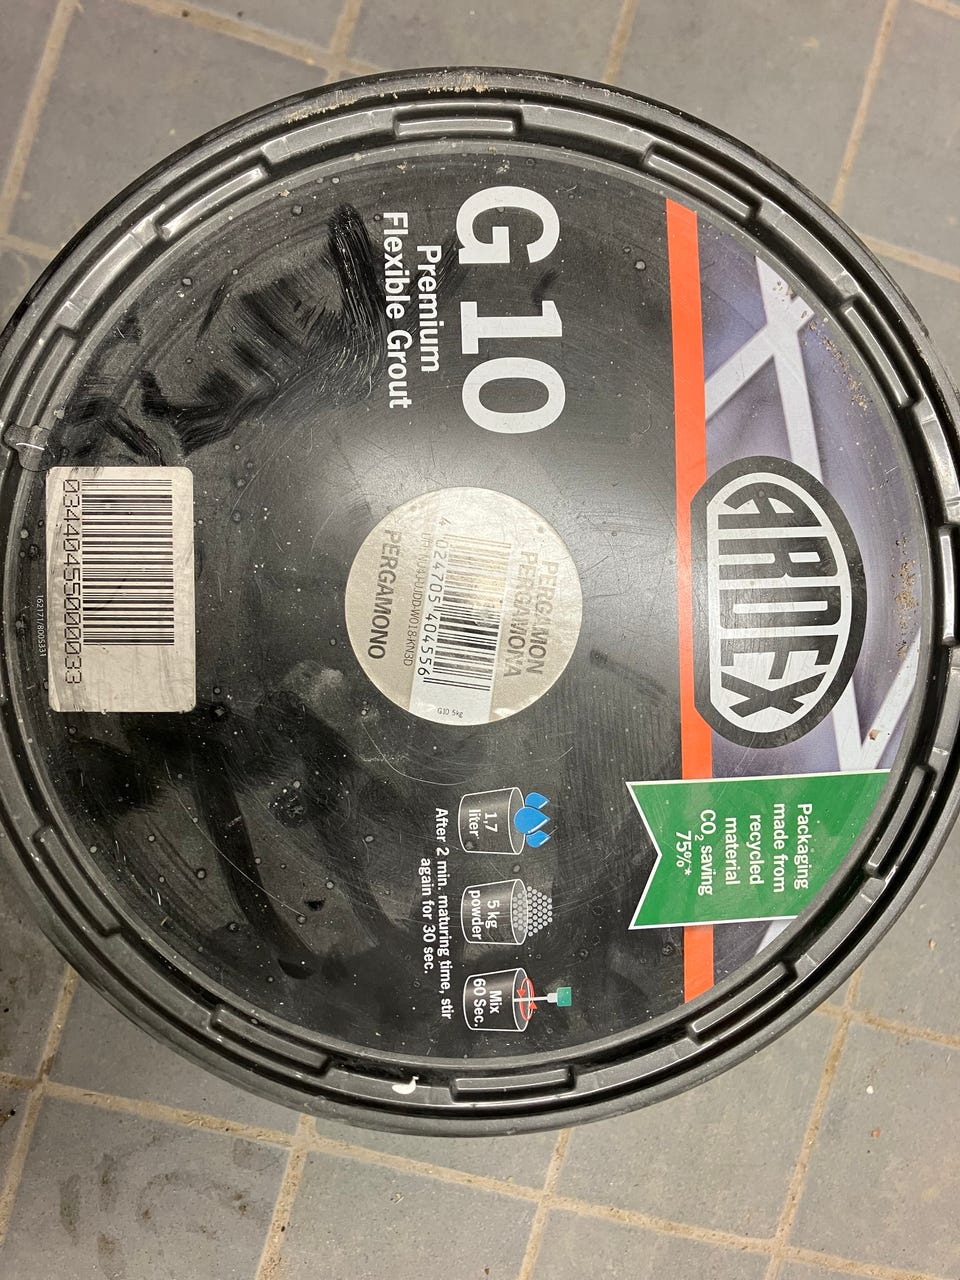 ARDEX
G 10
Premium
Flexible Grout
Packaging
made from
recycled
material
CO₂ saving
75%*
PERGAMON
PERGAMONA
4 024705 404556
G10 5kg
PERGAMONO
1,7
liter
5 kg
powder
Mix
60 Sec.
After 2 min. maturing time, stir
again for 30 sec.